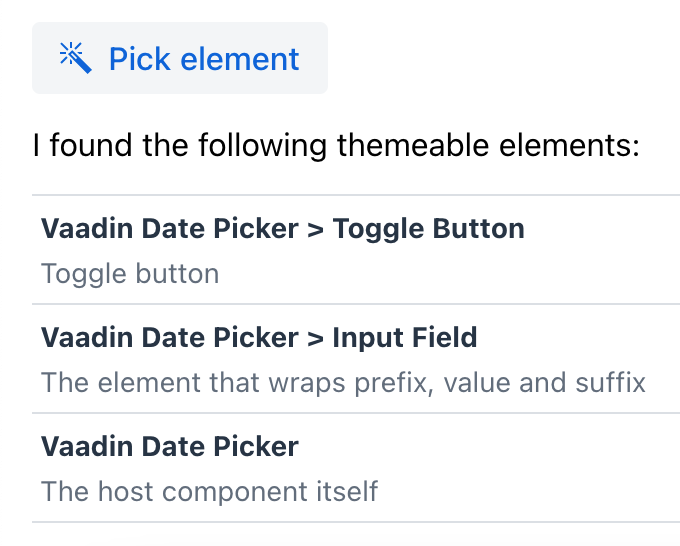 Pick element
I found the following themeable elements:
Vaadin Date Picker > Toggle Button
Toggle button
Vaadin Date Picker > Input Field
The element that wraps prefix, value and suffix
Vaadin Date Picker
The host component itself